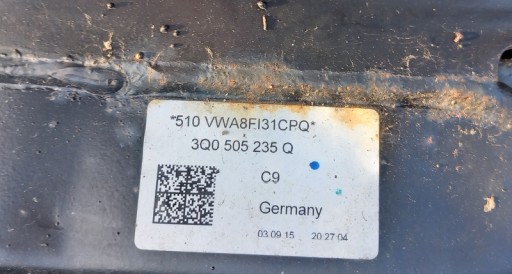 *510 VWA8FI31CPQ*
3Q0 505 235 Q
C9
Germany
03.09.15 20:27:04